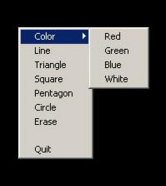 Color
Line
Triangle
Square
Pentagon
Circle
Erase
Quit
Red
Green
Blue
White